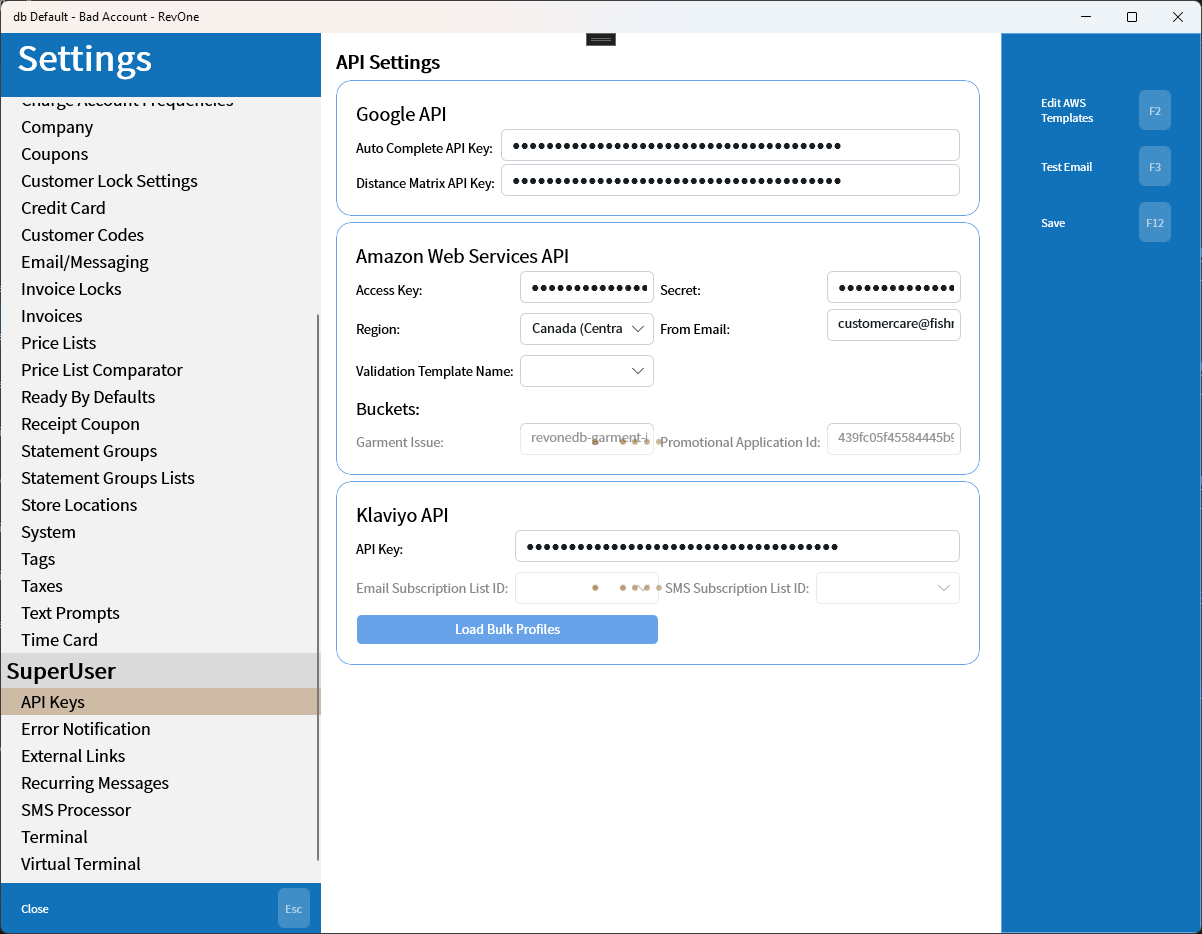 db Default - Bad Account - RevOne
Settings
Charge Account Frequencies
Company
Coupons
Customer Lock Settings
Credit Card
Customer Codes
Email/Messaging
Invoice Locks
Invoices
Price Lists
Price List Comparator
Ready By Defaults
Receipt Coupon
Statement Groups
Statement Groups Lists
Store Locations
System
Tags
Taxes
Text Prompts
Time Card
SuperUser
API Keys
Error Notification
External Links
Recurring Messages
SMS Processor
Terminal
Virtual Terminal
Close Esc
API Settings
Google API
Auto Complete API Key:
Distance Matrix API Key:
Amazon Web Services API
Access Key: Secret:
Region: Canada (Centra From Email: customercare@fishr
Validation Template Name:
Buckets:
Garment Issue: revonedb-garment-i Promotional Application Id: 439fc05f45584445b9
Klaviyo API
API Key:
Email Subscription List ID: SMS Subscription List ID:
Load Bulk Profiles
Edit AWS
Templates F2
Test Email F3
Save F12